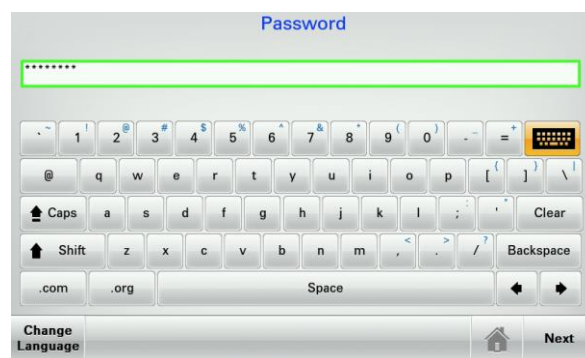 Password
********
` ~ 1 ! 2 @ 3 # 4 $ 5 % 6 ^ 7 & 8 * 9 ( 0 ) - _ = +
@ q w e r t y u i o p [ { ] } \ |
Caps a s d f g h j k l ; : ' " Clear
Shift z x c v b n m , < . > / ? Backspace
.com .org Space
Change
Language Next